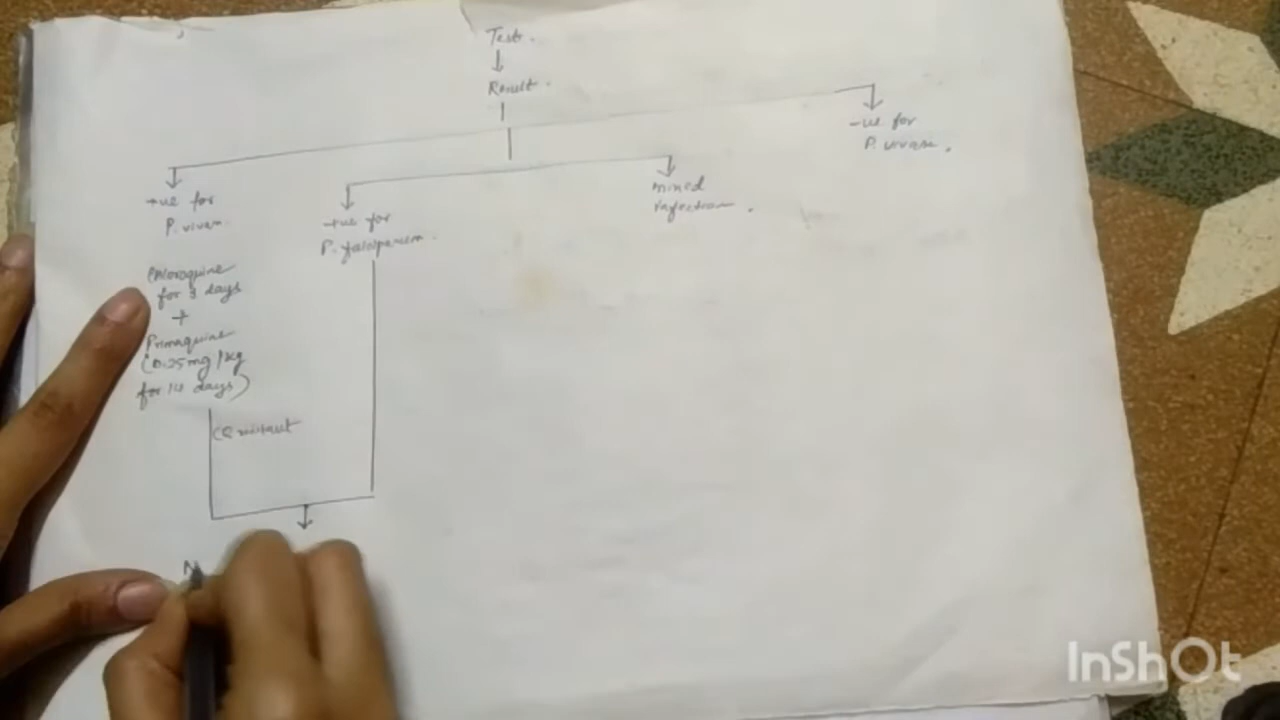 Test.
↓
Result.
-ve for
P. vivax.
+ve for
P. vivax
+ve for
P. falciparum.
mixed
infection.
Chloroquine
for 3 days
+
Primaquine
(0.25mg/kg
for 14 days)
CQ resistant
N
InShOt